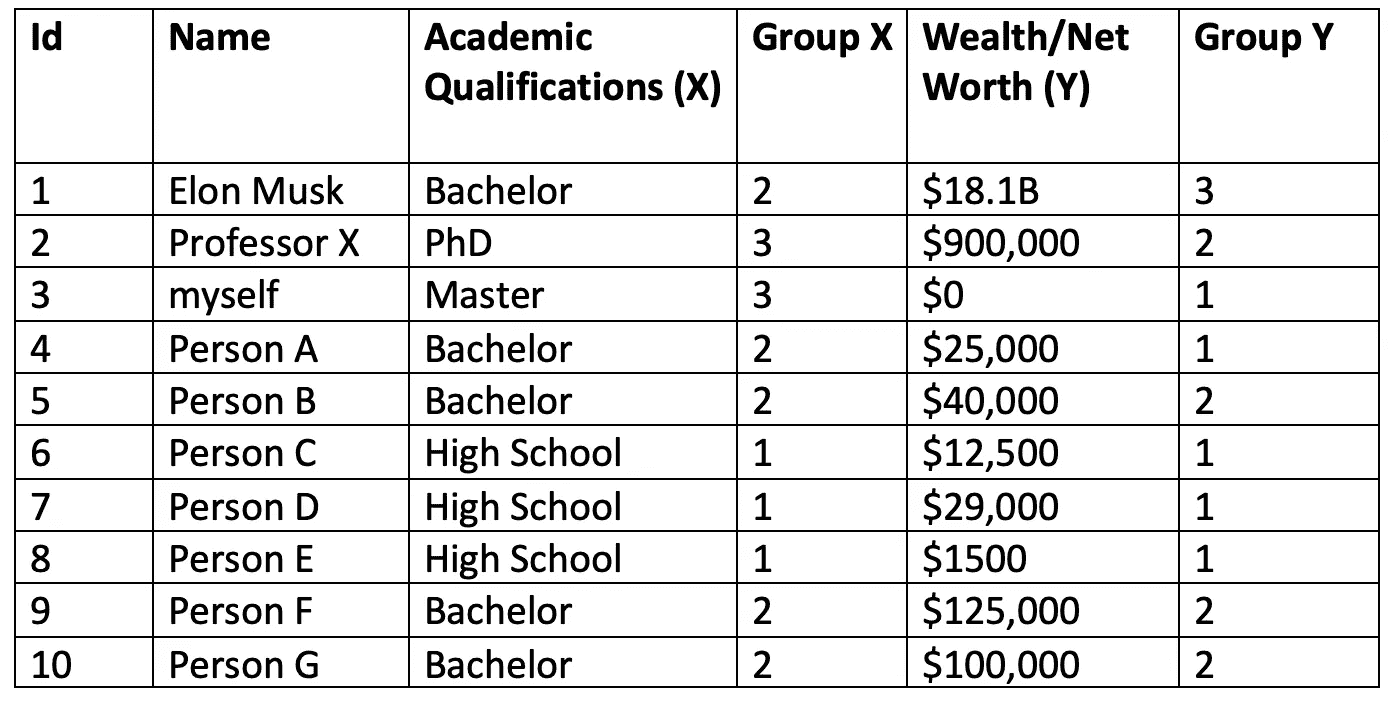 Id Name Academic Qualifications (X) Group X Wealth/Net Worth (Y) Group Y
1 Elon Musk Bachelor 2 $18.1B 3
2 Professor X PhD 3 $900,000 2
3 myself Master 3 $0 1
4 Person A Bachelor 2 $25,000 1
5 Person B Bachelor 2 $40,000 2
6 Person C High School 1 $12,500 1
7 Person D High School 1 $29,000 1
8 Person E High School 1 $1500 1
9 Person F Bachelor 2 $125,000 2
10 Person G Bachelor 2 $100,000 2